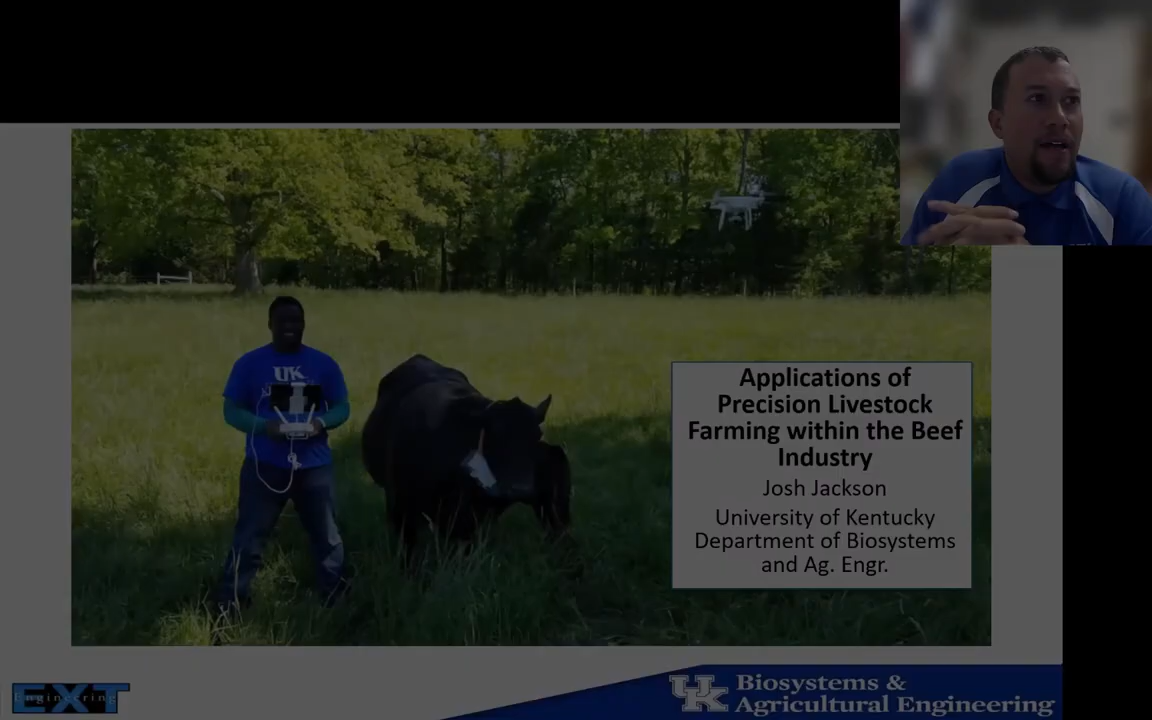 UK
Applications of
Precision Livestock
Farming within the Beef
Industry
Josh Jackson
University of Kentucky
Department of Biosystems
and Ag. Engr.
EXT
Engineering
UK
Biosystems &
Agricultural Engineering